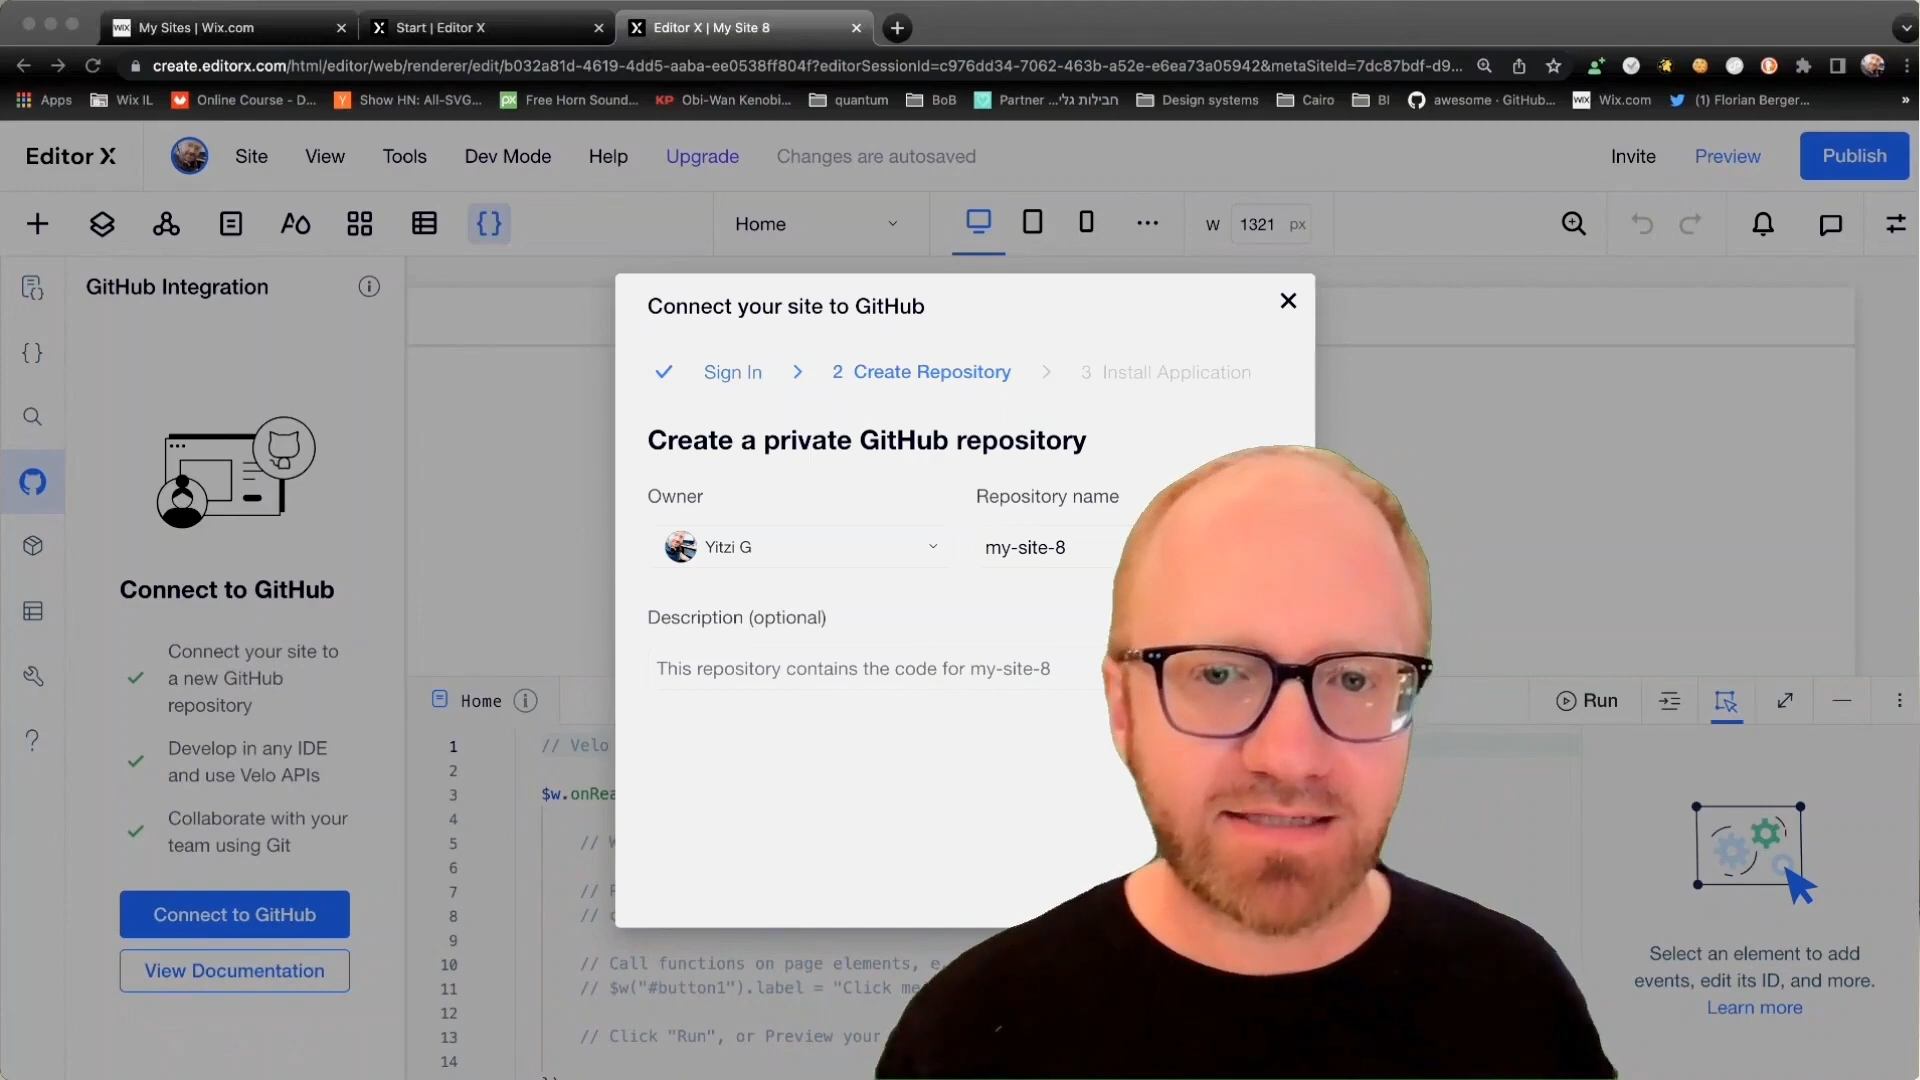 My Sites | Wix.com
Start | Editor X
Editor X | My Site 8
create.editorx.com/html/editor/web/renderer/edit/b032a81d-4619-4dd5-aaba-ee0538ff804f?editorSessionId=c976dd34-7062-463b-a52e-e6ea73a05942&metaSiteId=7dc87bdf-d9...
Apps
Wix IL
Online Course - D...
Show HN: All-SVG...
Free Horn Sound...
KP Obi-Wan Kenobi...
quantum
BoB
Partner ...חבילות גלי
Design systems
Cairo
BI
awesome · GitHub...
Wix.com
(1) Florian Berger...
Editor X
Site
View
Tools
Dev Mode
Help
Upgrade
Changes are autosaved
Invite
Preview
Publish
Home
W 1321 px
GitHub Integration
Connect to GitHub
Connect your site to
a new GitHub
repository
Develop in any IDE
and use Velo APIs
Collaborate with your
team using Git
Connect to GitHub
View Documentation
Connect your site to GitHub
Sign In
2 Create Repository
3 Install Application
Create a private GitHub repository
Owner
Repository name
Yitzi G
my-site-8
Description (optional)
This repository contains the code for my-site-8
Home
Run
1 // Velo
2
3 $w.onRea
4
5 // W
6
7
8
9
10 // Call functions on page elements, e.
11 // $w("#button1").label = "Click me
12
13 // Click "Run", or Preview your
14
Select an element to add
events, edit its ID, and more.
Learn more